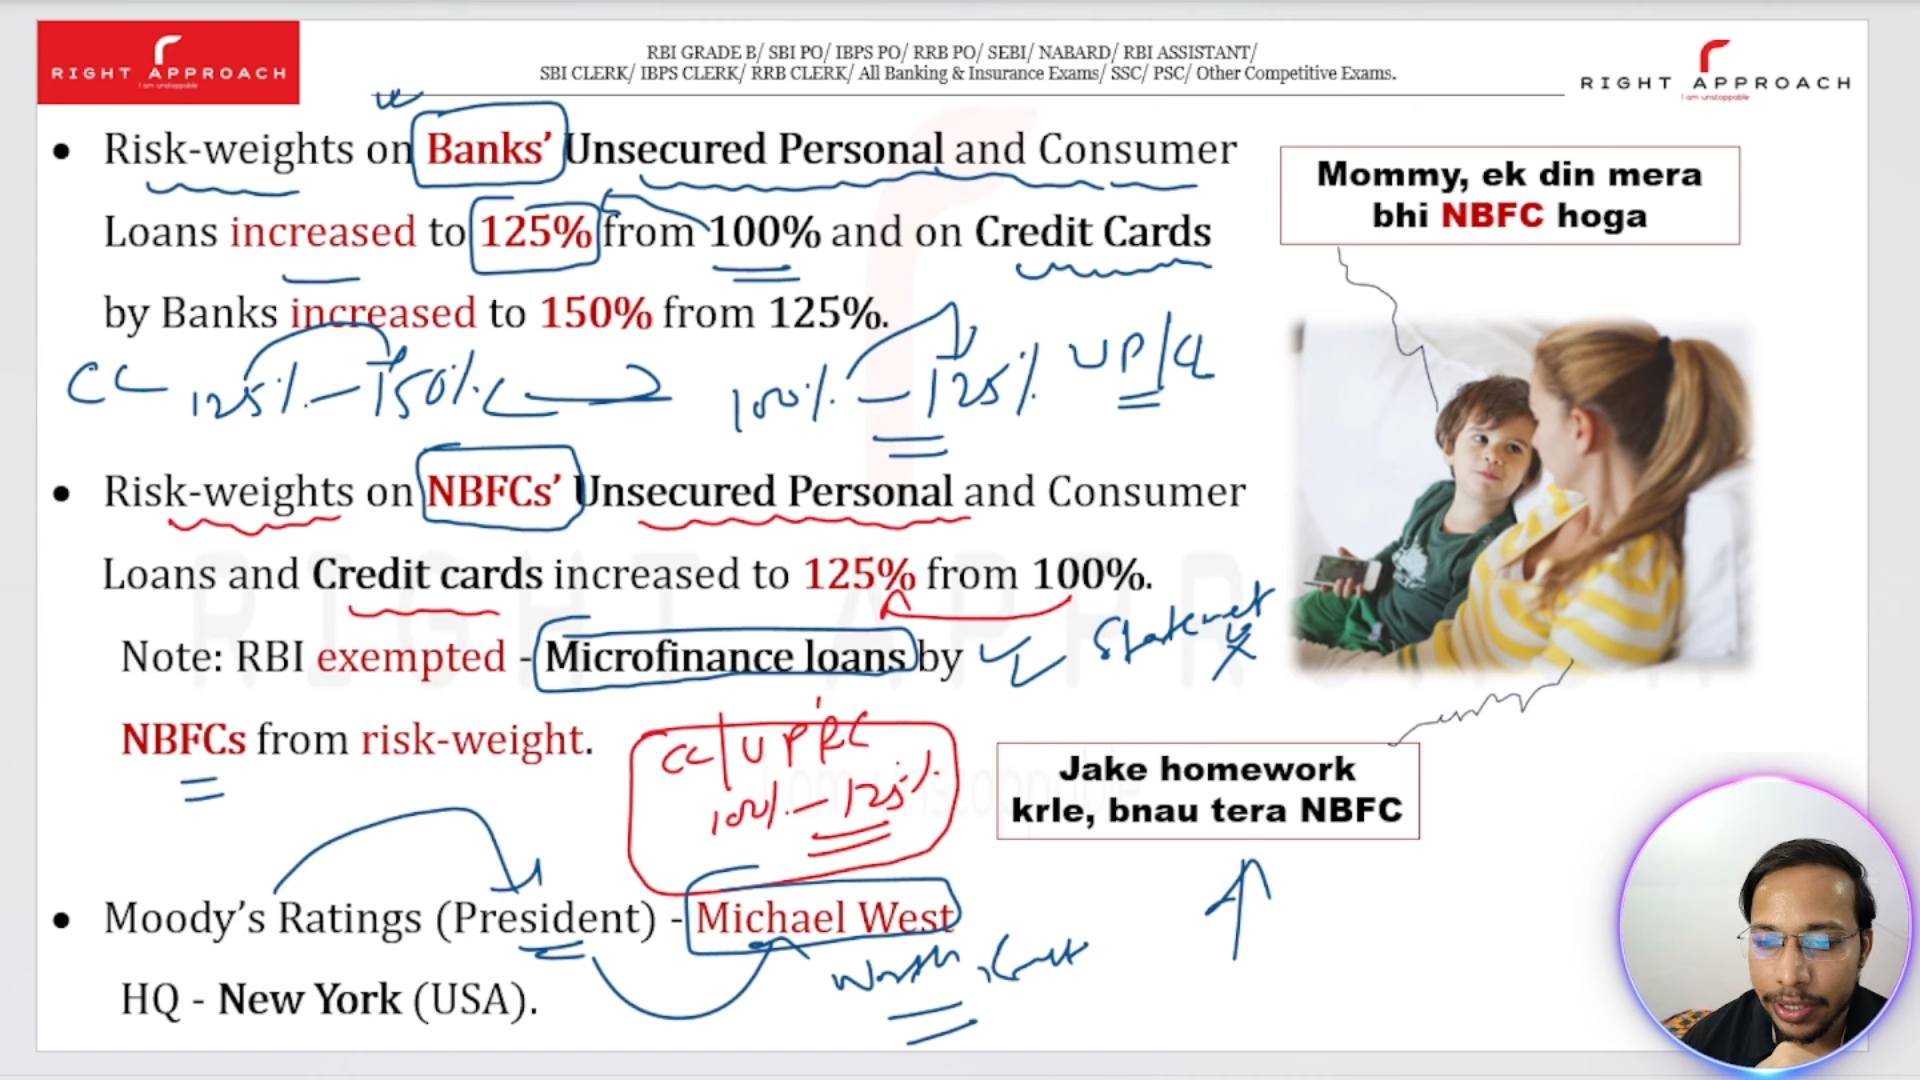 RIGHT APPROACH
I am unstoppable
RBI GRADE B/ SBI PO/ IBPS PO/ RRB PO/ SEBI/ NABARD/ RBI ASSISTANT/
SBI CLERK/ IBPS CLERK/ RRB CLERK/ All Banking & Insurance Exams/ SSC/ PSC/ Other Competitive Exams.
RIGHT APPROACH
I am unstoppable
• Risk-weights on Banks’ Unsecured Personal and Consumer
Loans increased to 125% from 100% and on Credit Cards
by Banks increased to 150% from 125%.
CC 125% - 150% 100% - 125% UP/CL
• Risk-weights on NBFCs’ Unsecured Personal and Consumer
Loans and Credit cards increased to 125% from 100%.
Note: RBI exempted - Microfinance loans by
Statement
NBFCs from risk-weight.
100% - 125%
• Moody’s Ratings (President) - Michael West
HQ - New York (USA).
Mommy, ek din mera
bhi NBFC hoga
Jake homework
krle, bnau tera NBFC